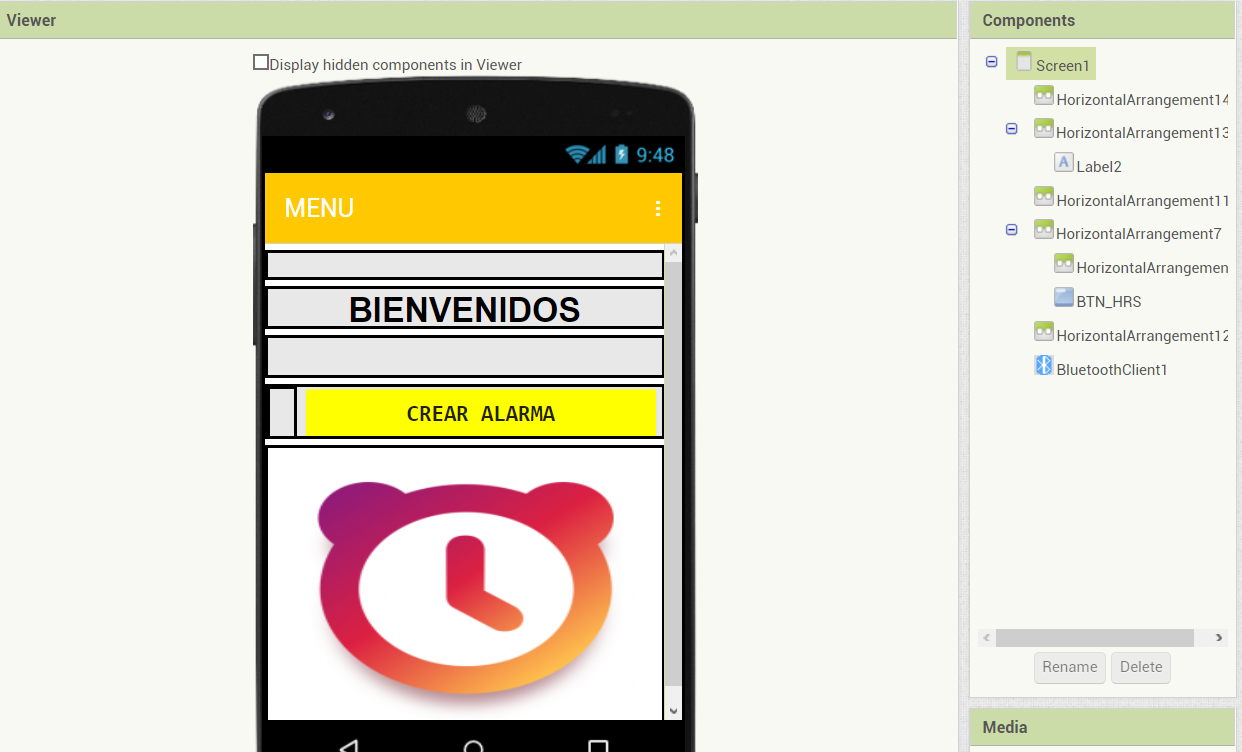 Viewer
Display hidden components in Viewer
9:48
MENU
BIENVENIDOS
CREAR ALARMA
Components
Screen1
HorizontalArrangement14
HorizontalArrangement13
A
Label2
HorizontalArrangement11
HorizontalArrangement7
HorizontalArrangemen
BTN_HRS
HorizontalArrangement12
BluetoothClient1
Rename
Delete
Media